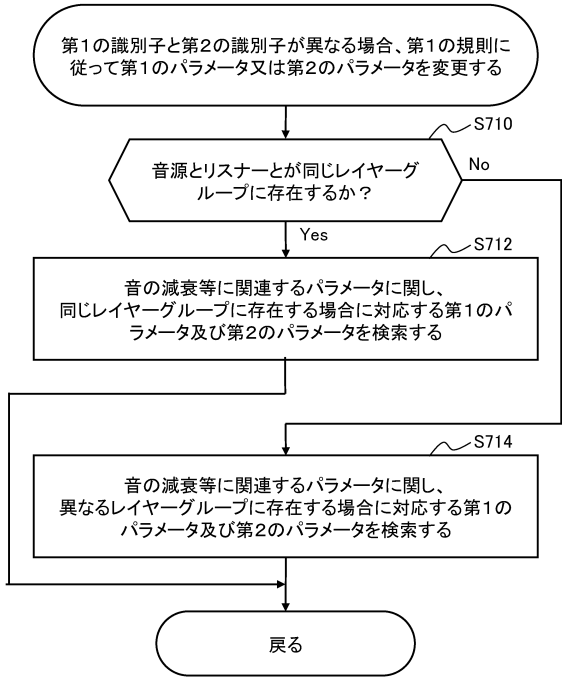 第1の識別子と第2の識別子が異なる場合、第1の規則に
従って第1のパラメータ又は第2のパラメータを変更する
S710
音源とリスナーとが同じレイヤーグ
ループに存在するか？
No
Yes
S712
音の減衰等に関連するパラメータに関し、
同じレイヤーグループに存在する場合に対応する第1のパ
ラメータ及び第2のパラメータを検索する
S714
音の減衰等に関連するパラメータに関し、
異なるレイヤーグループに存在する場合に対応する第1の
パラメータ及び第2のパラメータを検索する
戻る